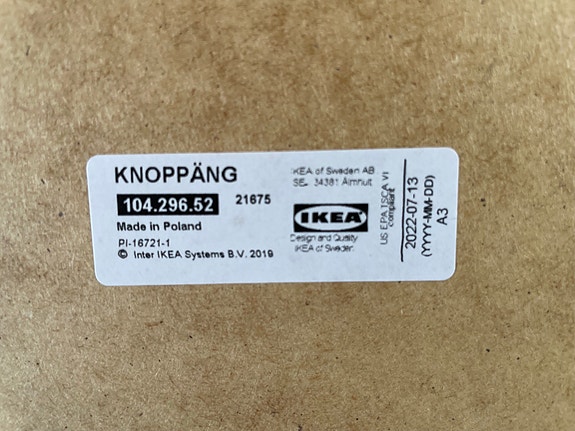 KNOPPÄNG
104.296.52 21675
Made in Poland
PI-16721-1
© Inter IKEA Systems B.V. 2019
IKEA of Sweden AB
SE- 34381 Älmhult
IKEA
Design and Quality
IKEA of Sweden
US EPA TSCA VI
compliant
2022-07-13
(YYYY-MM-DD)
A3